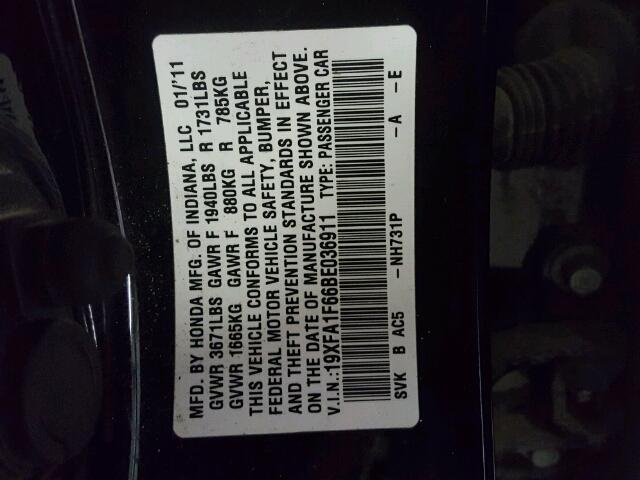 MFD. BY HONDA MFG. OF INDIANA, LLC 01/'11
GVWR 3671LBS GAWR F 1940LBS R 1731LBS
GVWR 1665KG GAWR F 880KG R 785KG
THIS VEHICLE CONFORMS TO ALL APPLICABLE
FEDERAL MOTOR VEHICLE SAFETY, BUMPER,
AND THEFT PREVENTION STANDARDS IN EFFECT
ON THE DATE OF MANUFACTURE SHOWN ABOVE.
V.I.N.:19XFA1F66BE036911 TYPE: PASSENGER CAR
SVK B AC5 -NH731P -A -E